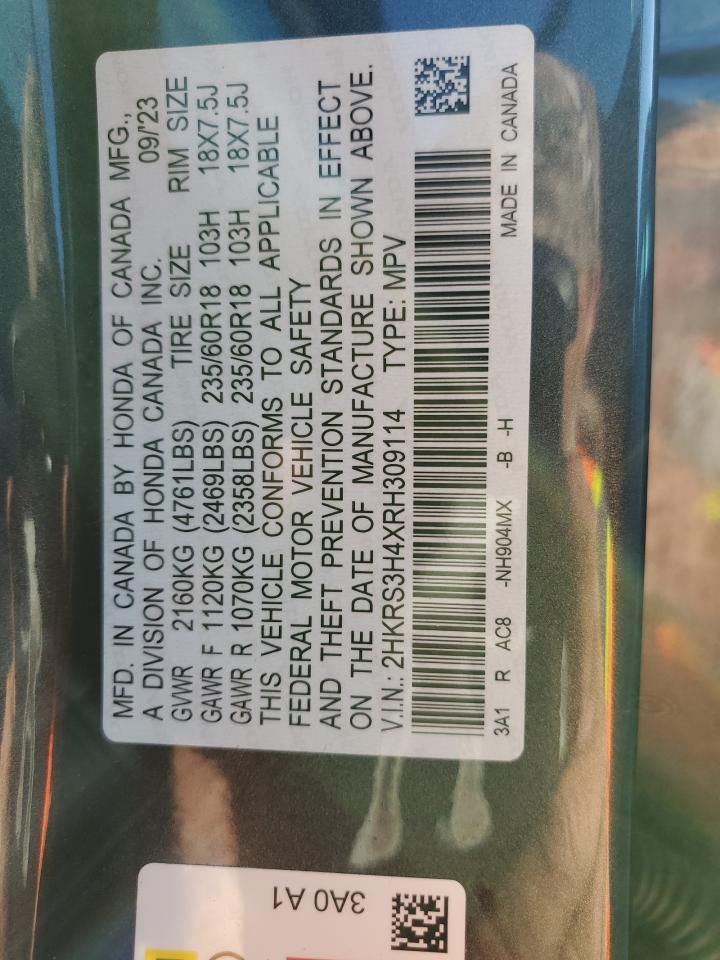 MFD. IN CANADA BY HONDA OF CANADA MFG.,
A DIVISION OF HONDA CANADA INC. 09/'23
GVWR 2160KG (4761LBS) TIRE SIZE RIM SIZE
GAWR F 1120KG (2469LBS) 235/60R18 103H 18X7.5J
GAWR R 1070KG (2358LBS) 235/60R18 103H 18X7.5J
THIS VEHICLE CONFORMS TO ALL APPLICABLE
FEDERAL MOTOR VEHICLE SAFETY
AND THEFT PREVENTION STANDARDS IN EFFECT
ON THE DATE OF MANUFACTURE SHOWN ABOVE.
V.I.N.: 2HKRS3H4XRH309114 TYPE: MPV
3A1 R AC8 -NH904MX -B -H MADE IN CANADA
3A0 A1